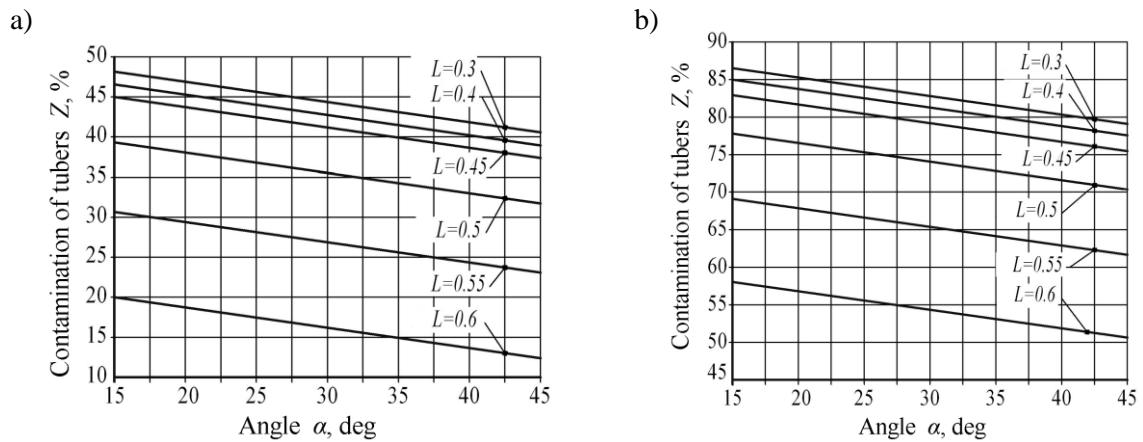 a)
50
45
40
35
30
25
20
15
10
Contamination of tubers Z, %
L=0.3
L=0.4
L=0.45
L=0.5
L=0.55
L=0.6
15 20 25 30 35 40 45
Angle α, deg
b)
90
85
80
75
70
65
60
55
50
45
Contamination of tubers Z, %
L=0.3
L=0.4
L=0.45
L=0.5
L=0.55
L=0.6
15 20 25 30 35 40 45
Angle α, deg